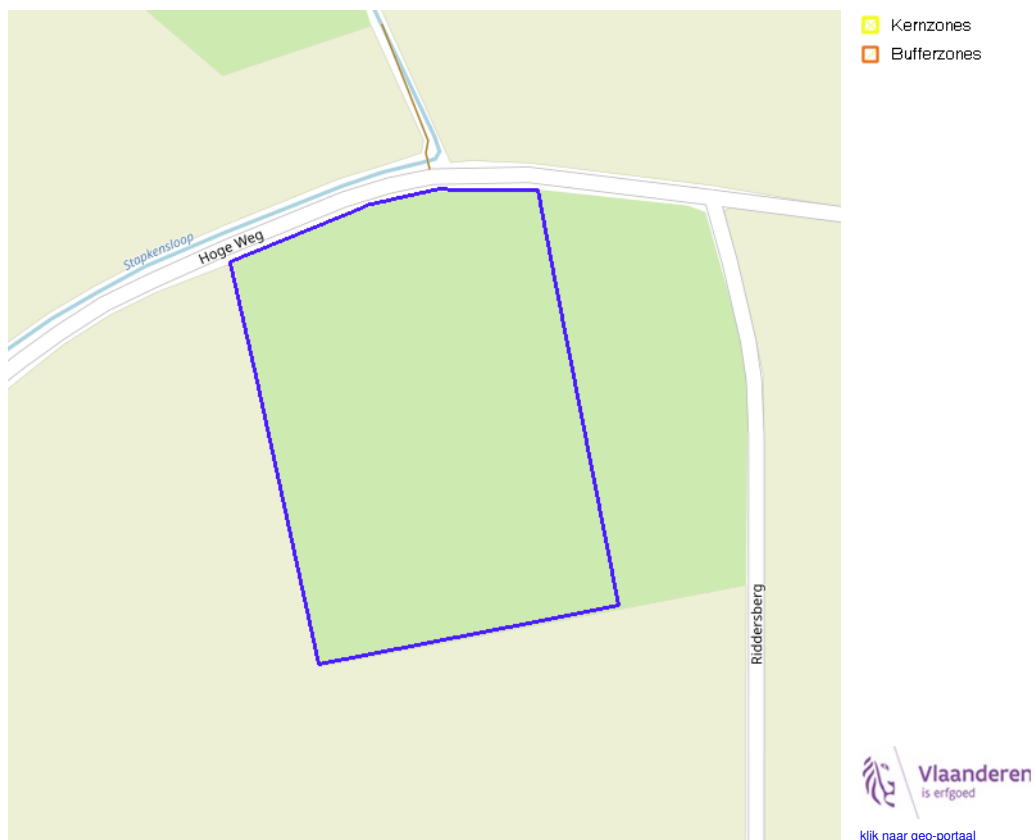 Kernzones
Bufferzones
Stapkensloop
Hoge Weg
Riddersberg
Vlaanderen
is erfgoed
klik naar geo-portaal